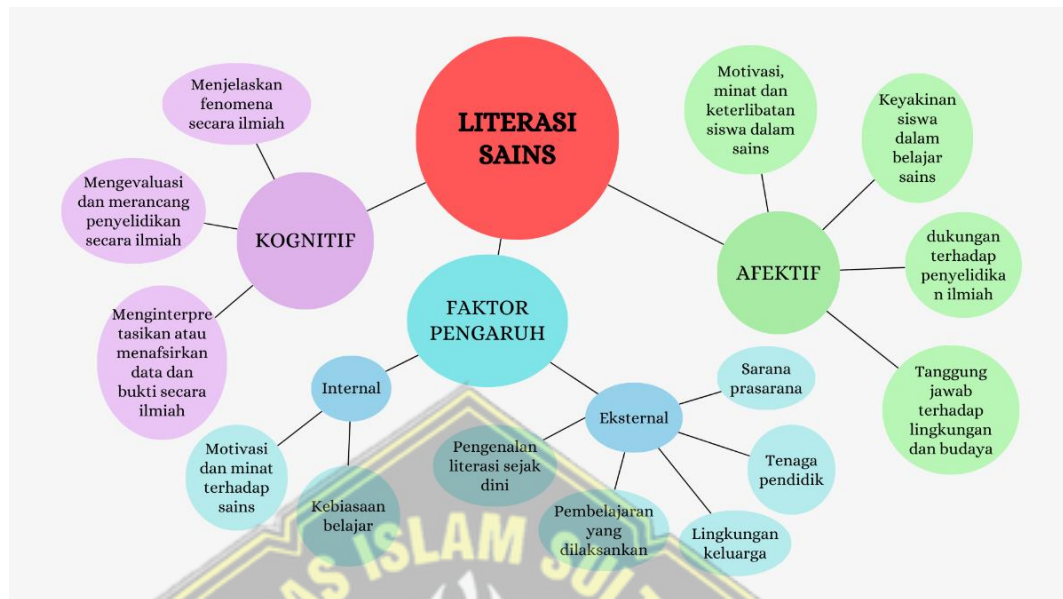 LITERASI
SAINS
Menjelaskan
fenomena
secara ilmiah
Mengevaluasi
dan merancang
penyelidikan
secara ilmiah
KOGNITIF
Menginterpre
tasikan atau
menafsirkan
data dan
bukti secara
ilmiah
Motivasi,
minat dan
keterlibatan
siswa dalam
sains
Keyakinan
siswa
dalam
belajar
sains
AFEKTIF
dukungan
terhadap
penyelidika
n ilmiah
Tanggung
jawab
terhadap
lingkungan
dan budaya
FAKTOR
PENGARUH
Internal
Motivasi
dan minat
terhadap
sains
Kebiasaan
belajar
Eksternal
Pengenalan
literasi sejak
dini
Pembelajaran
yang
dilaksankan
Lingkungan
keluarga
Tenaga
pendidik
Sarana
prasarana
AS ISLAM SUL